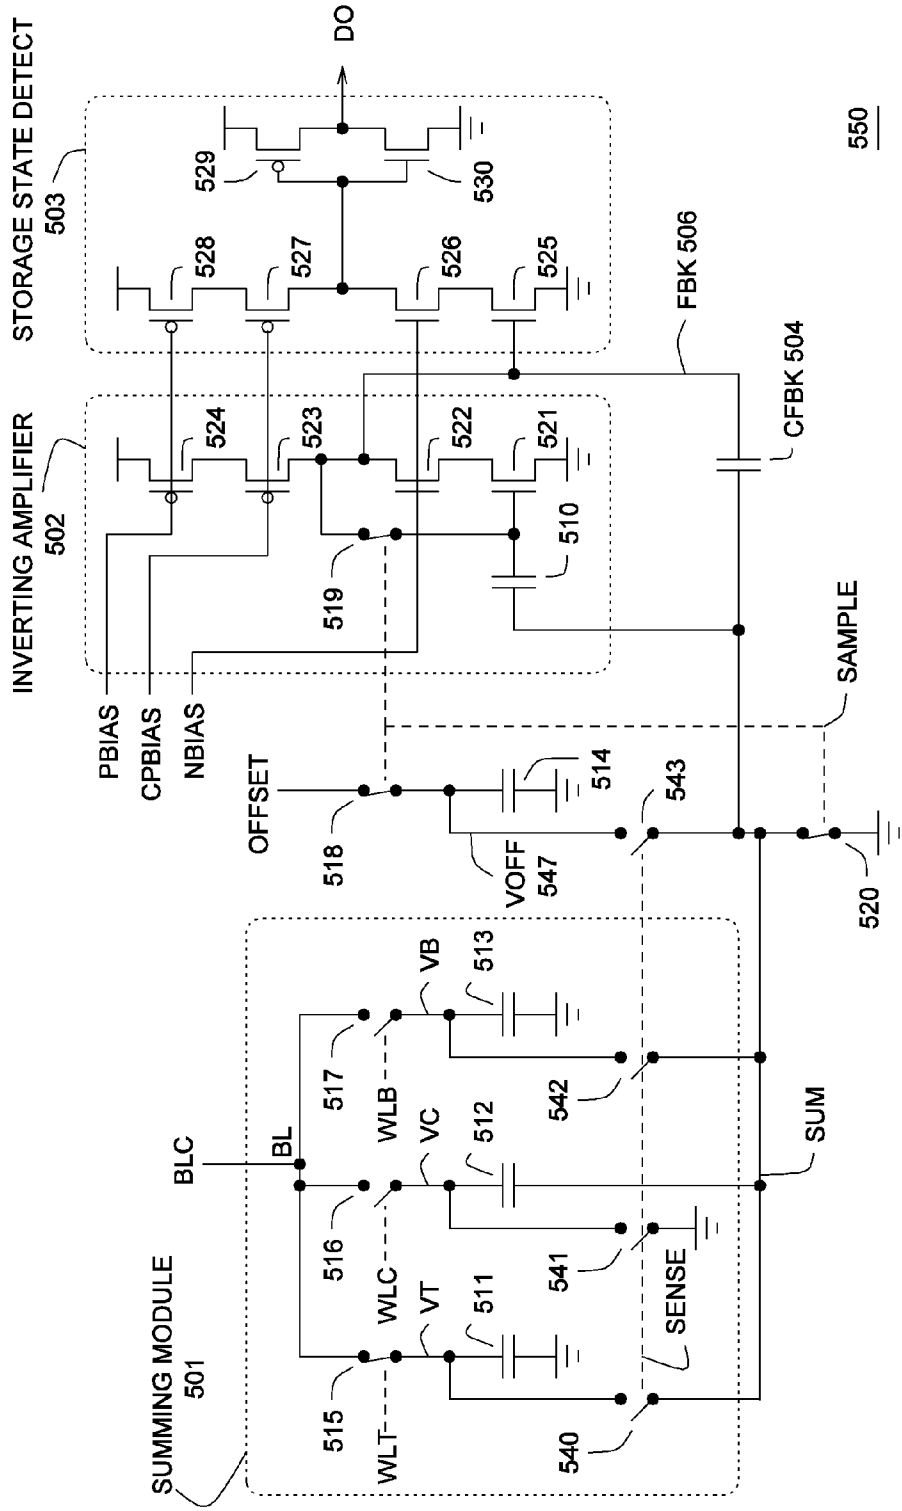 SUMMING MODULE
501
BLC
BL
515
516
517
WLT
WLC
WLB
VT
VC
VB
511
512
513
540
541
542
SENSE
SUM
OFFSET
518
514
VOFF
547
543
520
SAMPLE
INVERTING AMPLIFIER
502
PBIAS
CPBIAS
NBIAS
524
523
522
521
519
510
STORAGE STATE DETECT
503
528
527
526
525
529
530
DO
FBK 506
CFBK 504
550